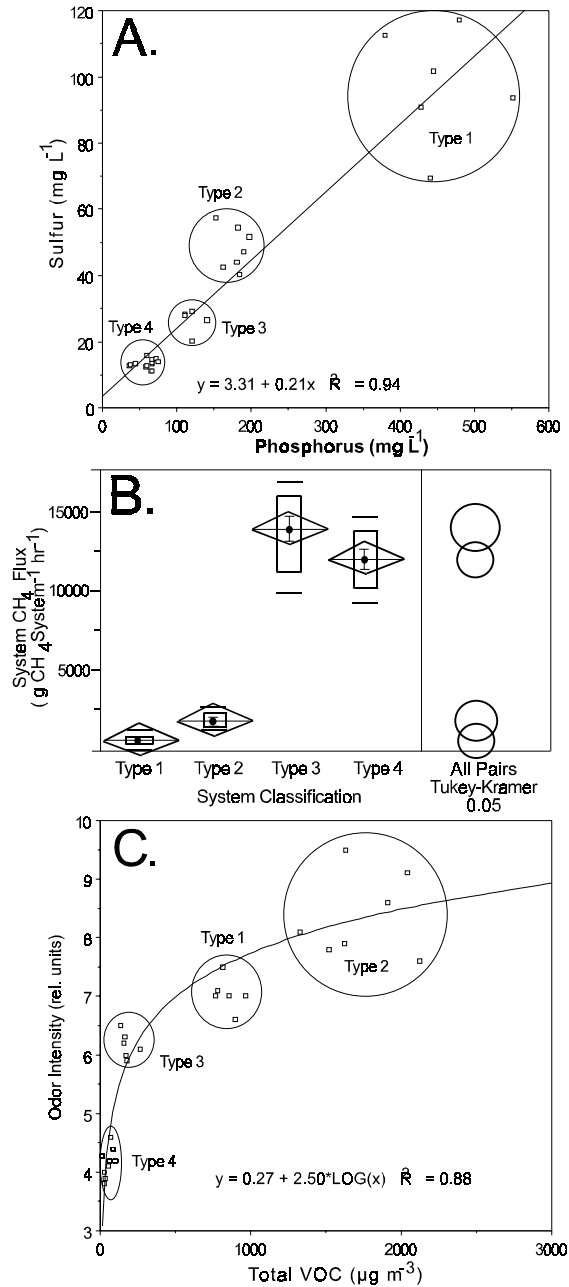 A.
120
100
80
60
40
20
0
Sulfur (mg L-1)
Type 1
Type 2
Type 3
Type 4
y = 3.31 + 0.21x R2 = 0.94
0 100 200 300 400 500 600
Phosphorus (mg L-1)
B.
15000
10000
5000
System CH4 Flux
(g CH4 System-1 hr-1)
Type 1 Type 2 Type 3 Type 4
System Classification
All Pairs
Tukey-Kramer
0.05
C.
10
9
8
7
6
5
4
3
Odor Intensity (rel. units)
Type 1
Type 2
Type 3
Type 4
y = 0.27 + 2.50*LOG(x) R2 = 0.88
0 1000 2000 3000
Total VOC (µg m-3)